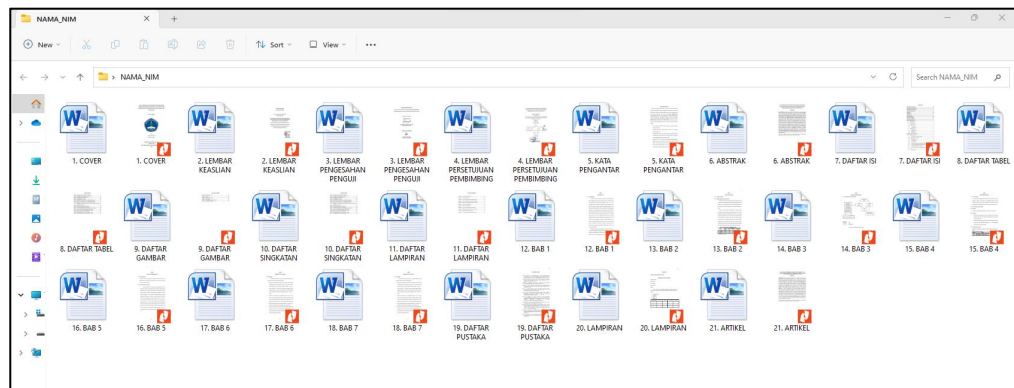 NAMA_NIM
New
Sort
View
NAMA_NIM
Search NAMA_NIM
1. COVER
1. COVER
2. LEMBAR
KEASLIAN
2. LEMBAR
KEASLIAN
3. LEMBAR
PENGESAHAN
PENGUJI
3. LEMBAR
PENGESAHAN
PENGUJI
4. LEMBAR
PERSETUJUAN
PEMBIMBING
4. LEMBAR
PERSETUJUAN
PEMBIMBING
5. KATA
PENGANTAR
5. KATA
PENGANTAR
6. ABSTRAK
6. ABSTRAK
7. DAFTAR ISI
7. DAFTAR ISI
8. DAFTAR TABEL
8. DAFTAR TABEL
9. DAFTAR
GAMBAR
9. DAFTAR
GAMBAR
10. DAFTAR
SINGKATAN
10. DAFTAR
SINGKATAN
11. DAFTAR
LAMPIRAN
11. DAFTAR
LAMPIRAN
12. BAB 1
12. BAB 1
13. BAB 2
13. BAB 2
14. BAB 3
14. BAB 3
15. BAB 4
15. BAB 4
16. BAB 5
16. BAB 5
17. BAB 6
17. BAB 6
18. BAB 7
18. BAB 7
19. DAFTAR
PUSTAKA
19. DAFTAR
PUSTAKA
20. LAMPIRAN
20. LAMPIRAN
21. ARTIKEL
21. ARTIKEL